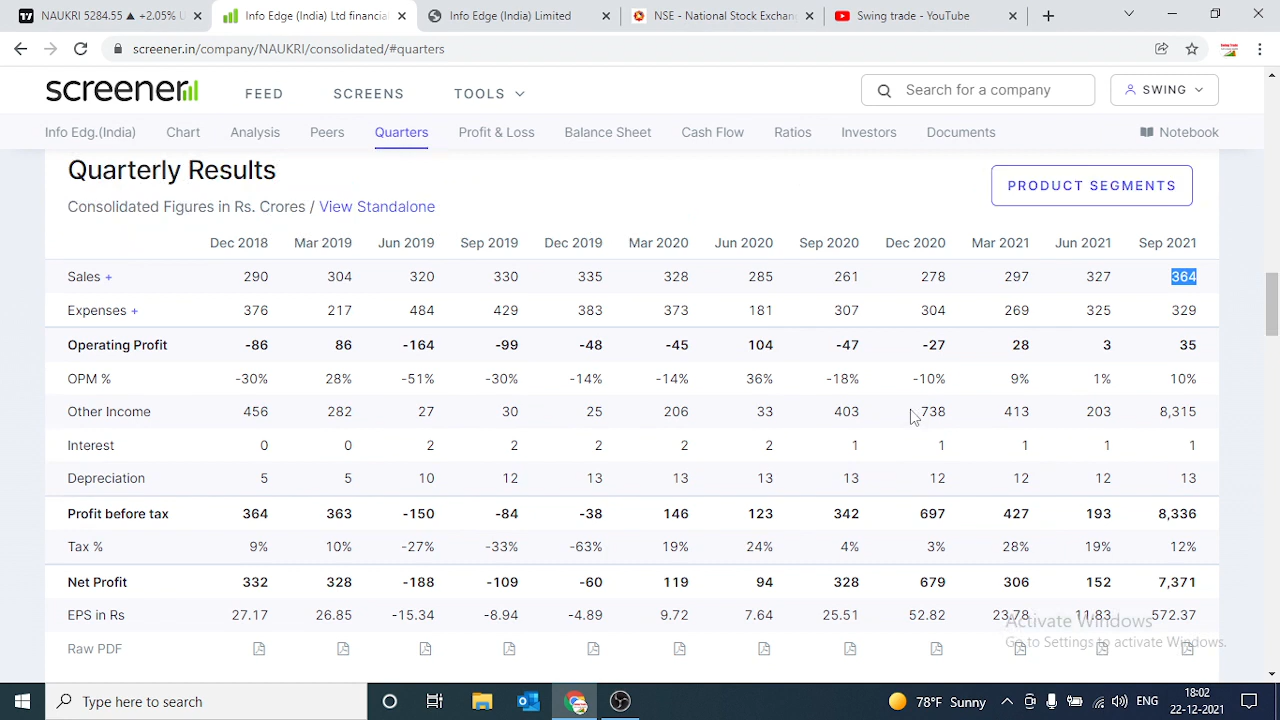 NAUKRI 5284.55 ▲ +2.05% U
Info Edge (India) Ltd financial
Info Edge (India) Limited
NSE - National Stock Exchange
Swing trade - YouTube
screener.in/company/NAUKRI/consolidated/#quarters
screener
FEED
SCREENS
TOOLS
Search for a company
SWING
Info Edg.(India)
Chart
Analysis
Peers
Quarters
Profit & Loss
Balance Sheet
Cash Flow
Ratios
Investors
Documents
Notebook
Quarterly Results
PRODUCT SEGMENTS
Consolidated Figures in Rs. Crores / View Standalone
Dec 2018 Mar 2019 Jun 2019 Sep 2019 Dec 2019 Mar 2020 Jun 2020 Sep 2020 Dec 2020 Mar 2021 Jun 2021 Sep 2021
Sales + 290 304 320 330 335 328 285 261 278 297 327 364
Expenses + 376 217 484 429 383 373 181 307 304 269 325 329
Operating Profit -86 86 -164 -99 -48 -45 104 -47 -27 28 3 35
OPM % -30% 28% -51% -30% -14% -14% 36% -18% -10% 9% 1% 10%
Other Income 456 282 27 30 25 206 33 403 738 413 203 8,315
Interest 0 0 2 2 2 2 2 1 1 1 1 1
Depreciation 5 5 10 12 13 13 13 13 12 12 12 13
Profit before tax 364 363 -150 -84 -38 146 123 342 697 427 193 8,336
Tax % 9% 10% -27% -33% -63% 19% 24% 4% 3% 28% 19% 12%
Net Profit 332 328 -188 -109 -60 119 94 328 679 306 152 7,371
EPS in Rs 27.17 26.85 -15.34 -8.94 -4.89 9.72 7.64 25.51 52.82 23.78 11.83 572.37
Raw PDF
Activate Windows
Go to Settings to activate Windows.
Type here to search
78°F Sunny
ENG
18:02
22-12-2021